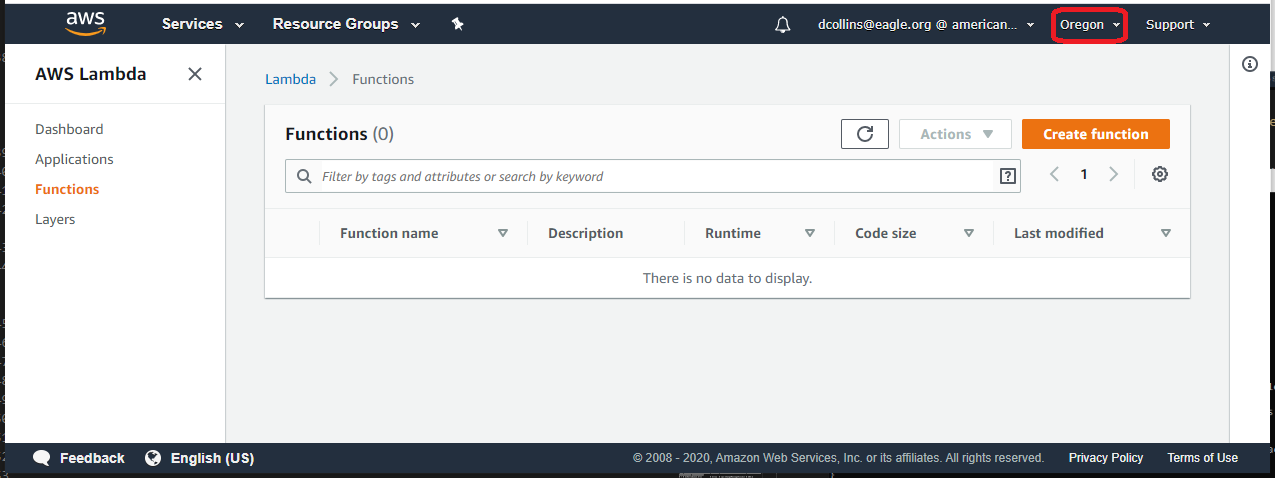 aws Services Resource Groups dcollins@eagle.org @ american... Oregon Support
AWS Lambda
Dashboard
Applications
Functions
Layers
Lambda > Functions
Functions (0) Actions Create function
Filter by tags and attributes or search by keyword ? 1
Function name Description Runtime Code size Last modified
There is no data to display.
Feedback English (US) © 2008 - 2020, Amazon Web Services, Inc. or its affiliates. All rights reserved. Privacy Policy Terms of Use